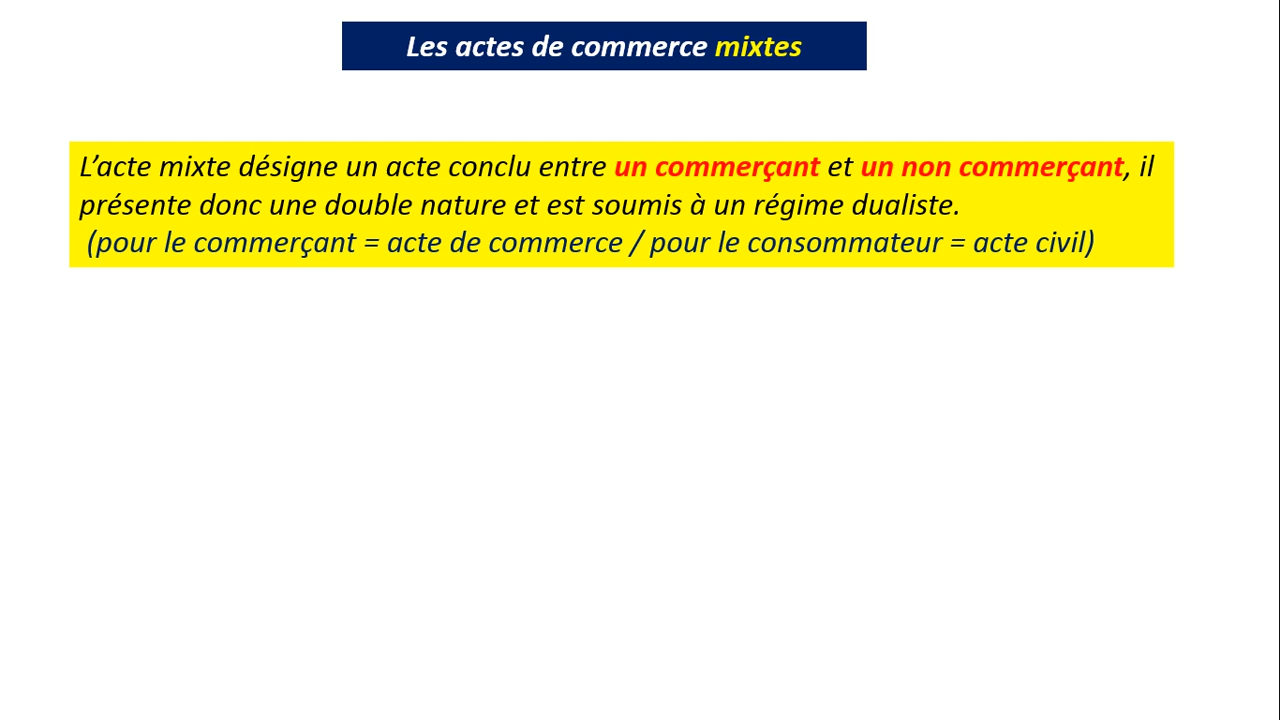 Les actes de commerce mixtes
L’acte mixte désigne un acte conclu entre un commerçant et un non commerçant, il
présente donc une double nature et est soumis à un régime dualiste.
(pour le commerçant = acte de commerce / pour le consommateur = acte civil)